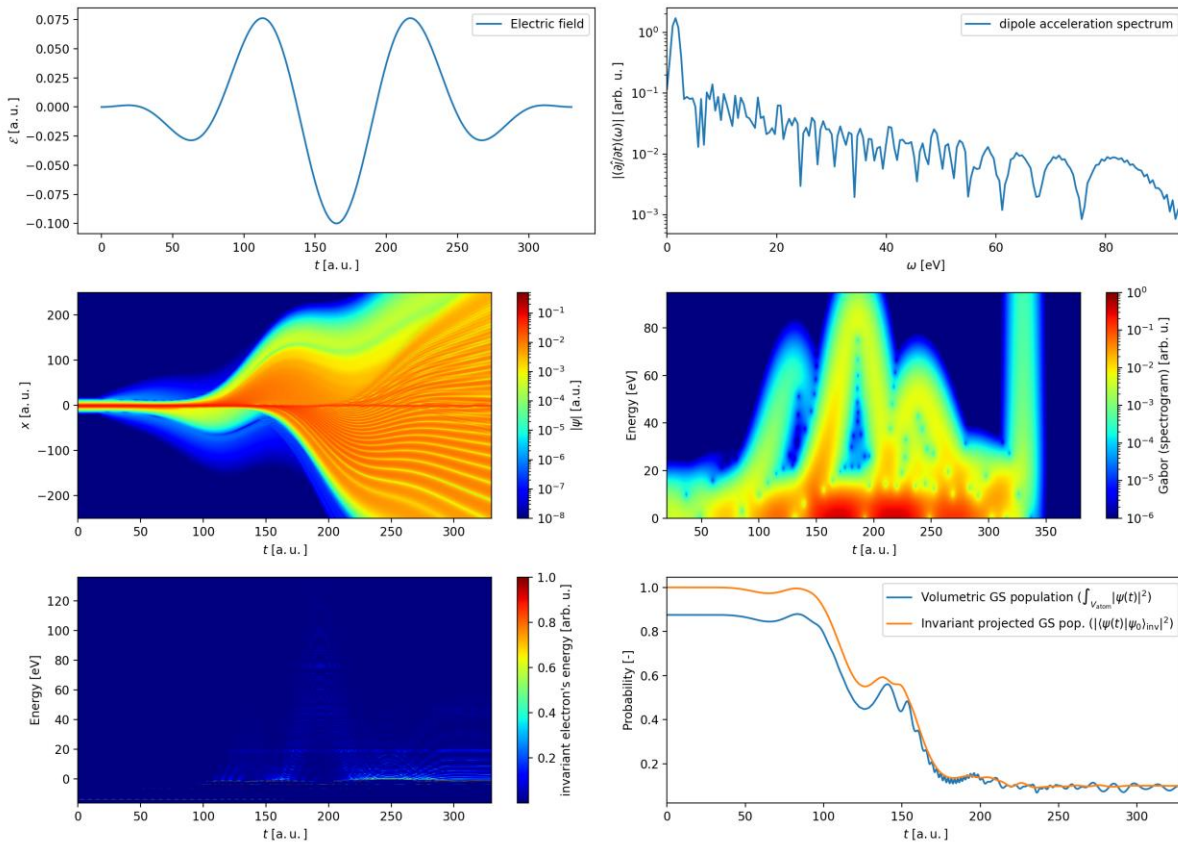 0.075
0.050
0.025
0.000
−0.025
−0.050
−0.075
−0.100
ℰ [a. u.]
Electric field
0 50 100 150 200 250 300
t [a. u.]
10⁰
10⁻¹
10⁻²
10⁻³
|⟨∂j/∂t⟩(ω)| [arb. u.]
dipole acceleration spectrum
0 20 40 60 80
ω [eV]
200
100
0
−100
−200
x [a. u.]
0 50 100 150 200 250 300
t [a. u.]
10⁻¹
10⁻²
10⁻³
10⁻⁴
10⁻⁵
10⁻⁶
10⁻⁷
10⁻⁸
|ψ| [a.u.]
80
60
40
20
0
Energy [eV]
50 100 150 200 250 300 350
t [a. u.]
10⁰
10⁻¹
10⁻²
10⁻³
10⁻⁴
10⁻⁵
10⁻⁶
Gabor (spectrogram) [arb. u.]
120
100
80
60
40
20
0
Energy [eV]
0 50 100 150 200 250 300
t [a. u.]
1.0
0.8
0.6
0.4
0.2
invariant electron's energy [arb. u.]
1.0
0.8
0.6
0.4
0.2
Probability [-]
Volumetric GS population (∫_{V_atom}|ψ(t)|²)
Invariant projected GS pop. (|⟨ψ(t)|ψ₀⟩_inv|²)
0 50 100 150 200 250 300
t [a. u.]